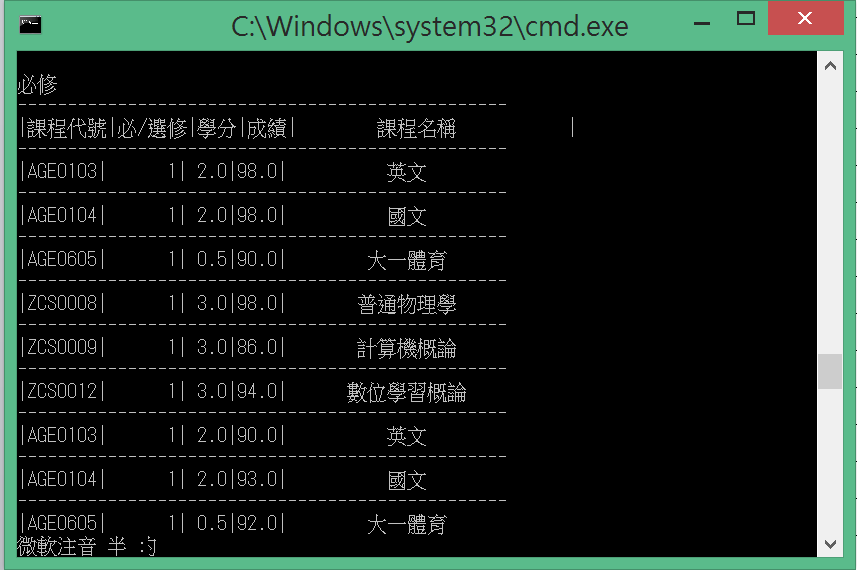 C:\Windows\system32\cmd.exe
必修
-------------------------------------------------
|課程代號|必/選修|學分|成績|        課程名稱           |
-------------------------------------------------
|AGE0103|      1| 2.0|98.0|          英文
-------------------------------------------------
|AGE0104|      1| 2.0|98.0|          國文
-------------------------------------------------
|AGE0605|      1| 0.5|90.0|        大一體育
-------------------------------------------------
|ZCS0008|      1| 3.0|98.0|       普通物理學
-------------------------------------------------
|ZCS0009|      1| 3.0|86.0|       計算機概論
-------------------------------------------------
|ZCS0012|      1| 3.0|94.0|      數位學習概論
-------------------------------------------------
|AGE0103|      1| 2.0|90.0|          英文
-------------------------------------------------
|AGE0104|      1| 2.0|93.0|          國文
-------------------------------------------------
|AGE0605|      1| 0.5|92.0|        大一體育
微軟注音 半 :